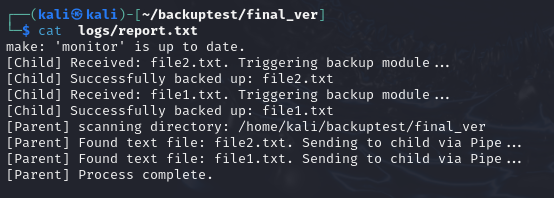 ┌──(kali㉿kali)-[~/backuptest/final_ver]
└─$ cat  logs/report.txt
make: 'monitor' is up to date.
[Child] Received: file2.txt. Triggering backup module...
[Child] Successfully backed up: file2.txt
[Child] Received: file1.txt. Triggering backup module...
[Child] Successfully backed up: file1.txt
[Parent] scanning directory: /home/kali/backuptest/final_ver
[Parent] Found text file: file2.txt. Sending to child via Pipe...
[Parent] Found text file: file1.txt. Sending to child via Pipe...
[Parent] Process complete.